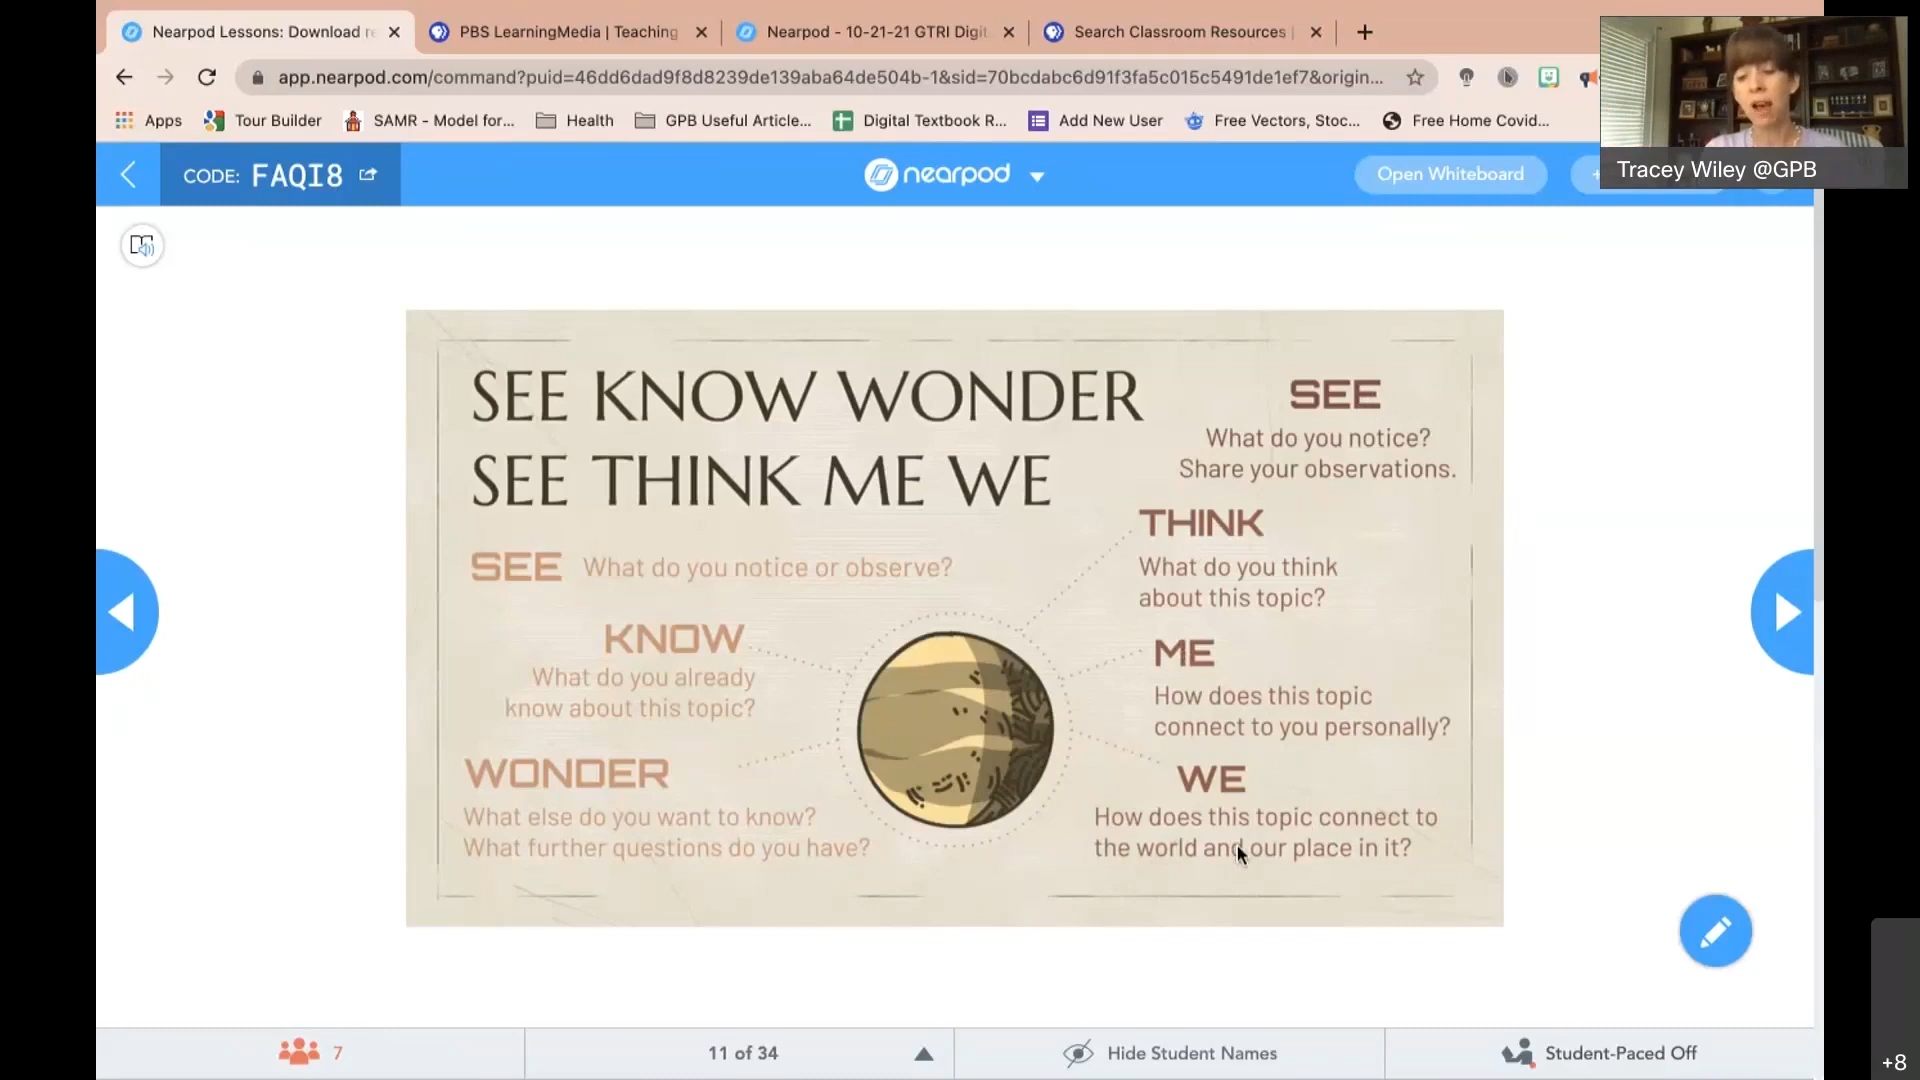 Nearpod Lessons: Download re
PBS LearningMedia | Teaching
Nearpod - 10-21-21 GTRI Digit
Search Classroom Resources |
app.nearpod.com/command?puid=46dd6dad9f8d8239de139aba64de504b-1&sid=70bcdabc6d91f3fa5c015c5491de1ef7&origin...
Apps
Tour Builder
SAMR - Model for...
Health
GPB Useful Article...
Digital Textbook R...
Add New User
Free Vectors, Stoc...
Free Home Covid...
Tracey Wiley @GPB
CODE: FAQI8
nearpod
Open Whiteboard
SEE KNOW WONDER
SEE THINK ME WE
SEE What do you notice or observe?
KNOW
What do you already
know about this topic?
WONDER
What else do you want to know?
What further questions do you have?
SEE
What do you notice?
Share your observations.
THINK
What do you think
about this topic?
ME
How does this topic
connect to you personally?
WE
How does this topic connect to
the world and our place in it?
7
11 of 34
Hide Student Names
Student-Paced Off
+8